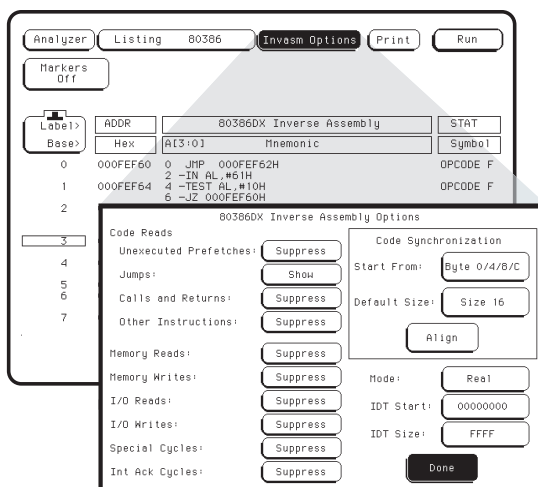 Analyzer Listing 80386 Invasm Options Print Run
Markers Off
Label> ADDR 80386DX Inverse Assembly STAT
Base> Hex A[3:0] Mnemonic Symbol
0 000FEF60 0 JMP 000FEF62H OPCODE F
2 -IN AL,#61H
1 000FEF64 4 -TEST AL,#10H OPCODE F
6 -JZ 000FEF60H
2
3
4
5
6
7
80386DX Inverse Assembly Options
Code Reads
Unexecuted Prefetches: Suppress
Jumps: Show
Calls and Returns: Suppress
Other Instructions: Suppress
Memory Reads: Suppress
Memory Writes: Suppress
I/O Reads: Suppress
I/O Writes: Suppress
Special Cycles: Suppress
Int Ack Cycles: Suppress
Code Synchronization
Start From: Byte 0/4/8/C
Default Size: Size 16
Align
Mode: Real
IDT Start: 00000000
IDT Size: FFFF
Done